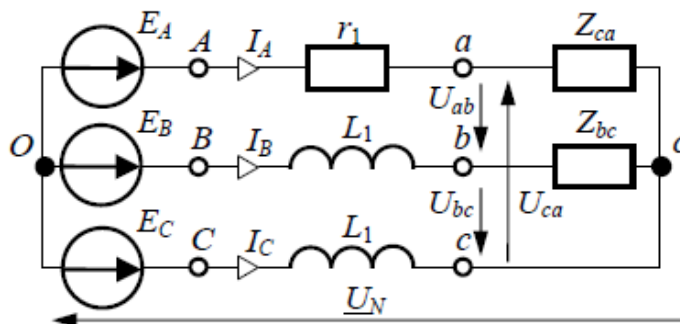 E_A A I_A r_1 a Z_ca
U_ab
O E_B B I_B L_1 b Z_bc
U_bc U_ca
E_C C I_C L_1 c
U_N